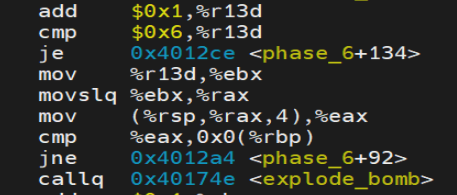 add $0x1,%r13d
cmp $0x6,%r13d
je 0x4012ce <phase_6+134>
mov %r13d,%ebx
movslq %ebx,%rax
mov (%rsp,%rax,4),%eax
cmp %eax,0x0(%rbp)
jne 0x4012a4 <phase_6+92>
callq 0x40174e <explode_bomb>